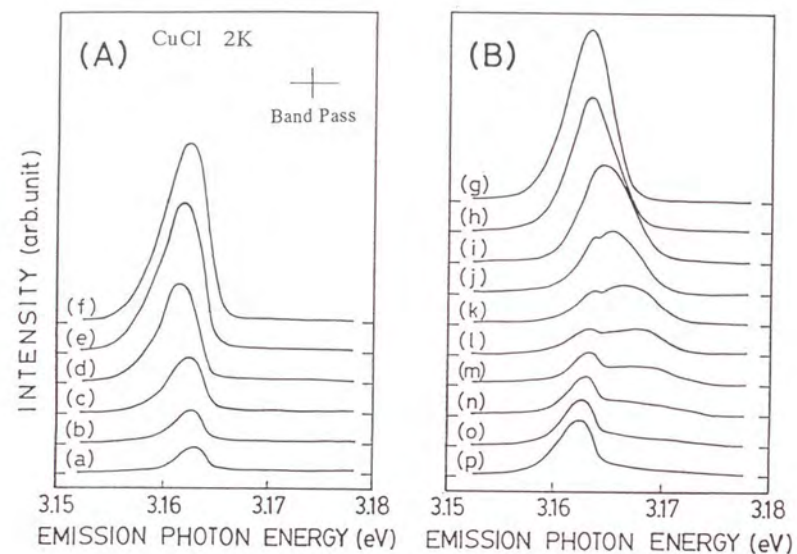 (A)
CuCl 2K
Band Pass
INTENSITY (arb.unit)
(f)
(e)
(d)
(c)
(b)
(a)
3.15 3.16 3.17 3.18
EMISSION PHOTON ENERGY (eV)
(B)
(g)
(h)
(i)
(j)
(k)
(l)
(m)
(n)
(o)
(p)
3.15 3.16 3.17 3.18
EMISSION PHOTON ENERGY (eV)